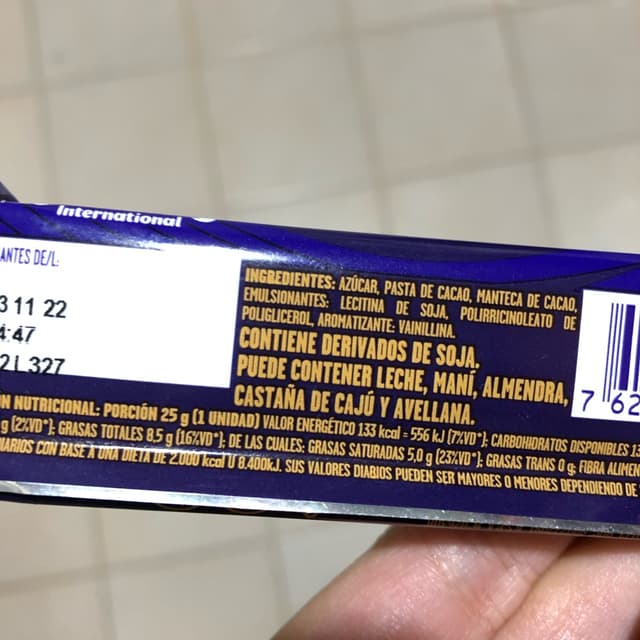 International
ANTES DE/L:
3 11 22
4:47
2L327
INGREDIENTES: AZÚCAR, PASTA DE CACAO, MANTECA DE CACAO,
EMULSIONANTES: LECITINA DE SOJA, POLIRRICINOLEATO DE
POLIGLICEROL, AROMATIZANTE: VAINILLINA.
CONTIENE DERIVADOS DE SOJA.
PUEDE CONTENER LECHE, MANÍ, ALMENDRA,
CASTAÑA DE CAJÚ Y AVELLANA.
7 62
ÓN NUTRICIONAL: PORCIÓN 25 g (1 UNIDAD) VALOR ENERGÉTICO 133 kcal = 556 kJ (7%VD*); CARBOHIDRATOS DISPONIBLES 13
g (2%VD*); GRASAS TOTALES 8,5 g (16%VD*); DE LAS CUALES: GRASAS SATURADAS 5,0 g (23%VD*); GRASAS TRANS 0 g; FIBRA ALIMEN
NARIOS CON BASE A UNA DIETA DE 2.000 kcal U 8.400kJ. SUS VALORES DIARIOS PUEDEN SER MAYORES O MENORES DEPENDIENDO DE